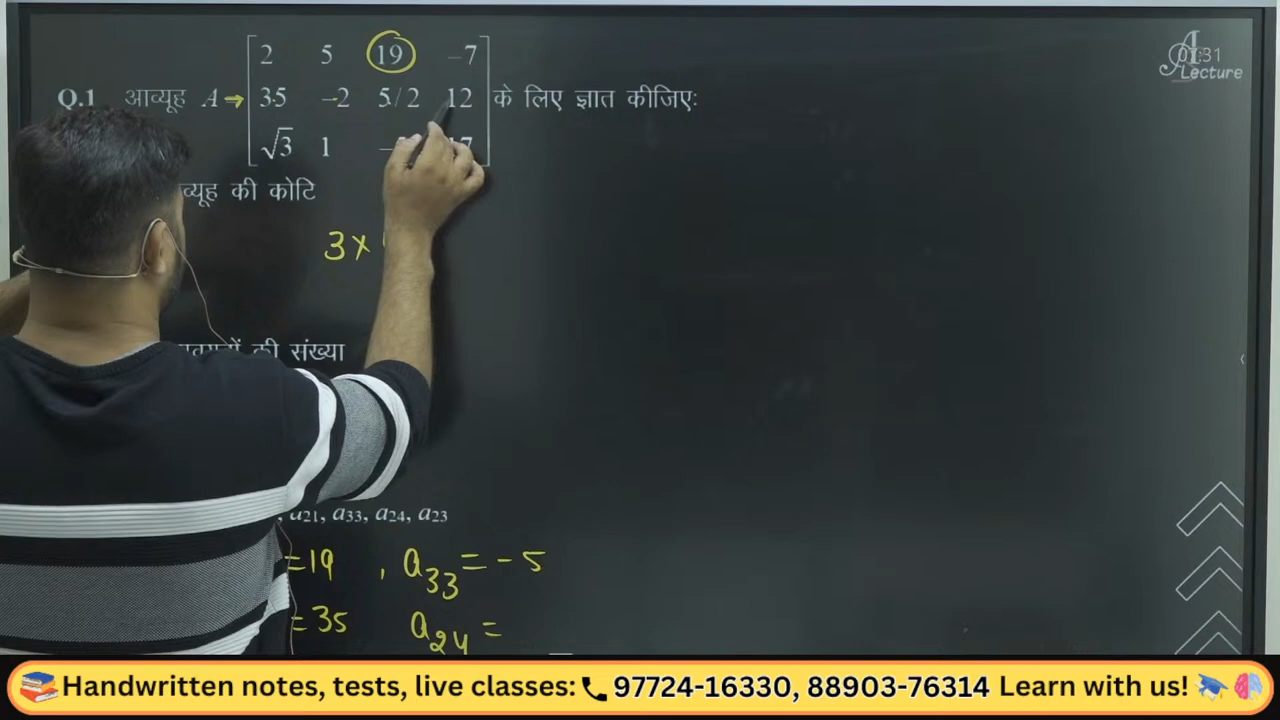 2 5 19 −7
Q.1 आव्यूह A → 35 −2 5/2 12 के लिए ज्ञात कीजिएः
√3 1 17
की कोटि
3×
की संख्या
a21, a33, a24, a23
=19 , a33 = -5
= 35 a24 =
01:31
A
Lecture
Handwritten notes, tests, live classes: 97724-16330, 88903-76314 Learn with us!